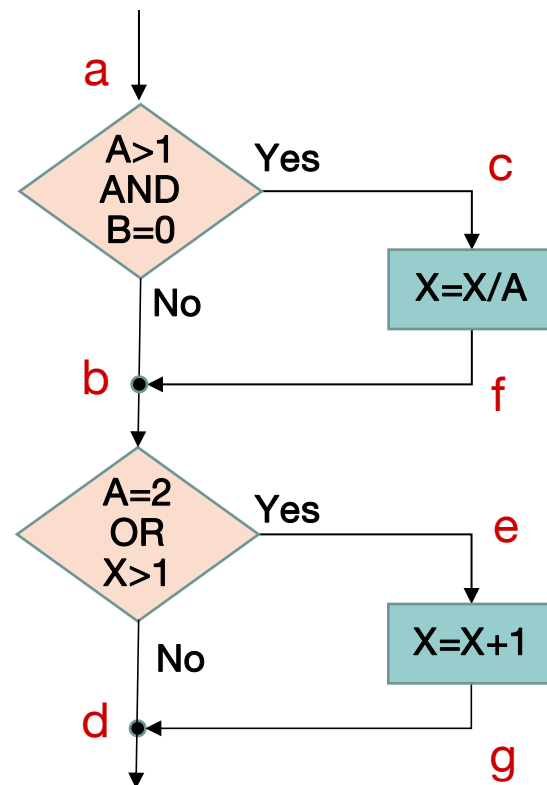 a
A>1
AND
B=0
Yes
c
X=X/A
No
b
f
A=2
OR
X>1
Yes
e
X=X+1
No
d
g